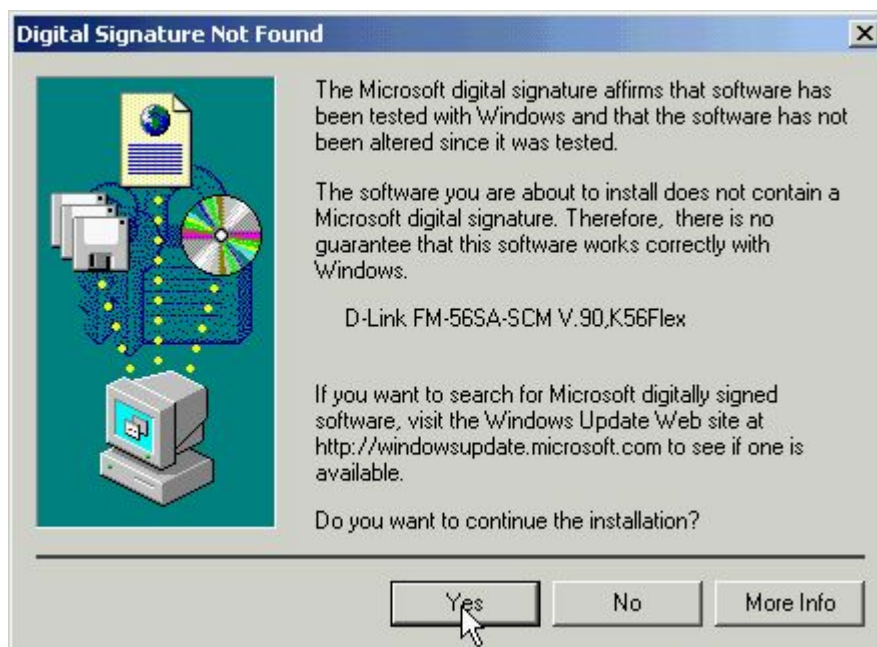 Digital Signature Not Found
The Microsoft digital signature affirms that software has
been tested with Windows and that the software has not
been altered since it was tested.
The software you are about to install does not contain a
Microsoft digital signature. Therefore, there is no
guarantee that this software works correctly with
Windows.
D-Link FM-56SA-SCM V.90,K56Flex
If you want to search for Microsoft digitally signed
software, visit the Windows Update Web site at
http://windowsupdate.microsoft.com to see if one is
available.
Do you want to continue the installation?
Yes
No
More Info